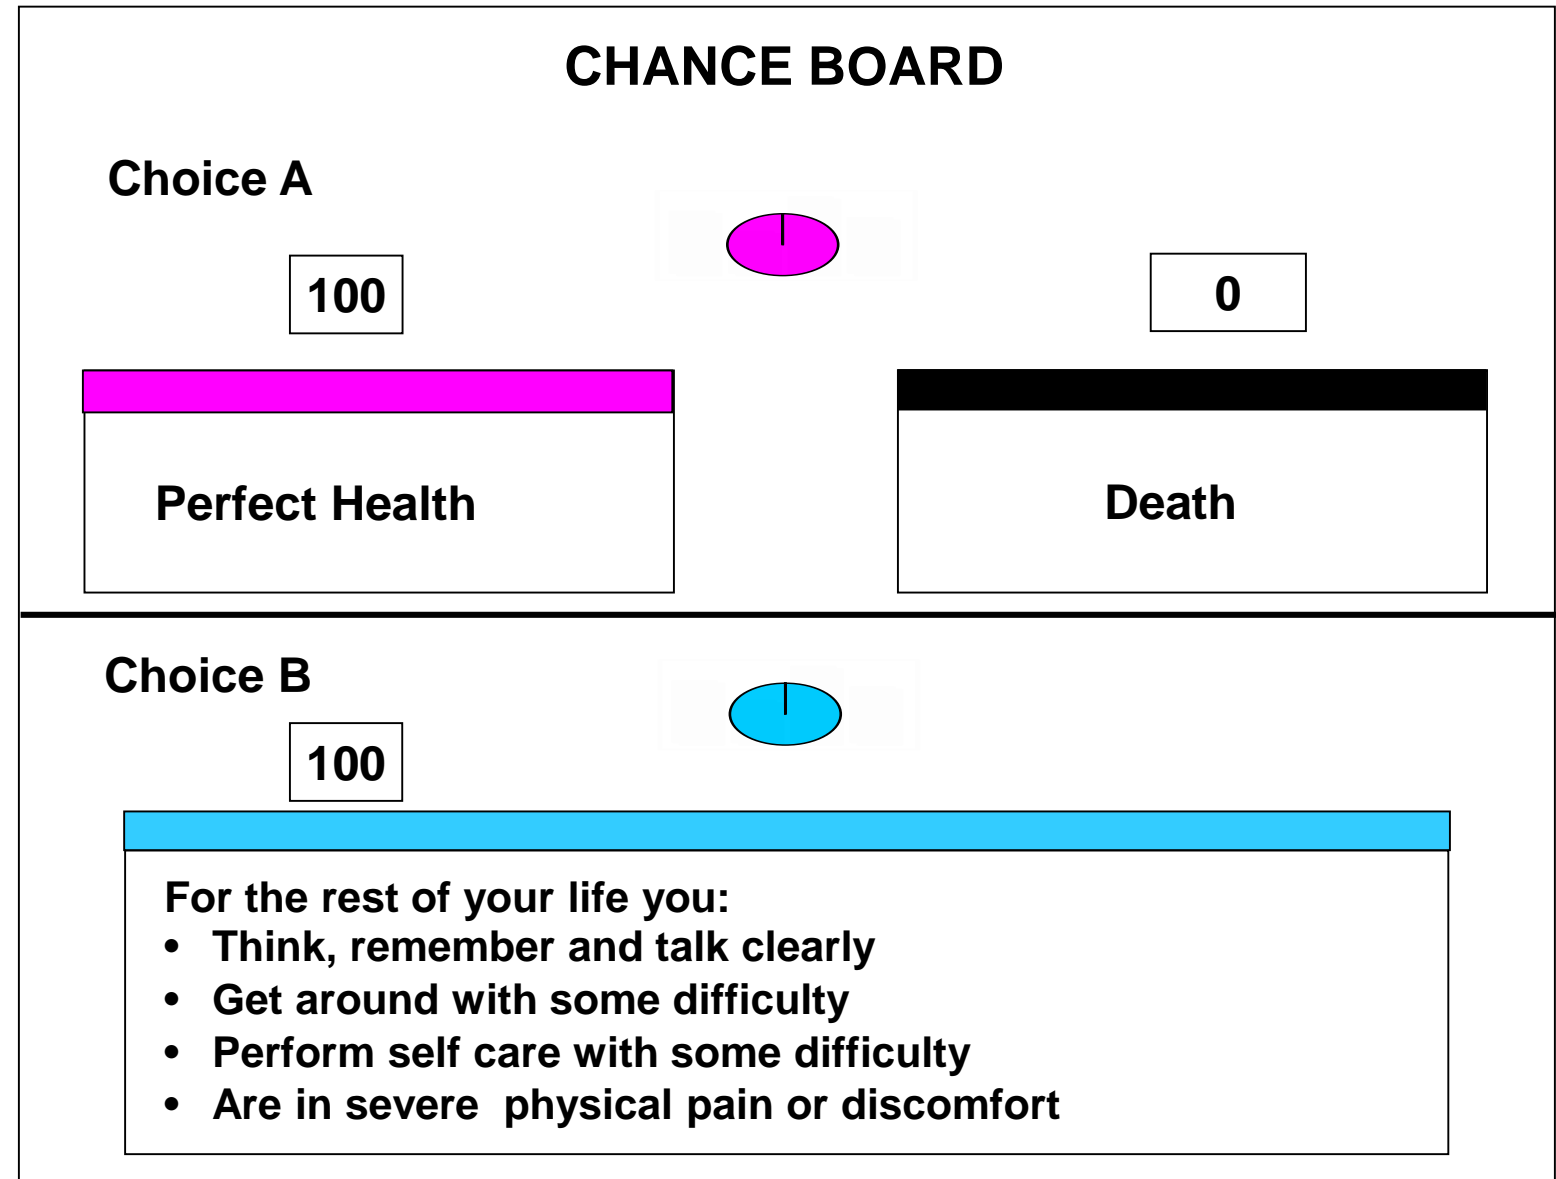 CHANCE BOARD
Choice A
100
0
Perfect Health
Death
Choice B
100
For the rest of your life you:
• Think, remember and talk clearly
• Get around with some difficulty
• Perform self care with some difficulty
• Are in severe  physical pain or discomfort